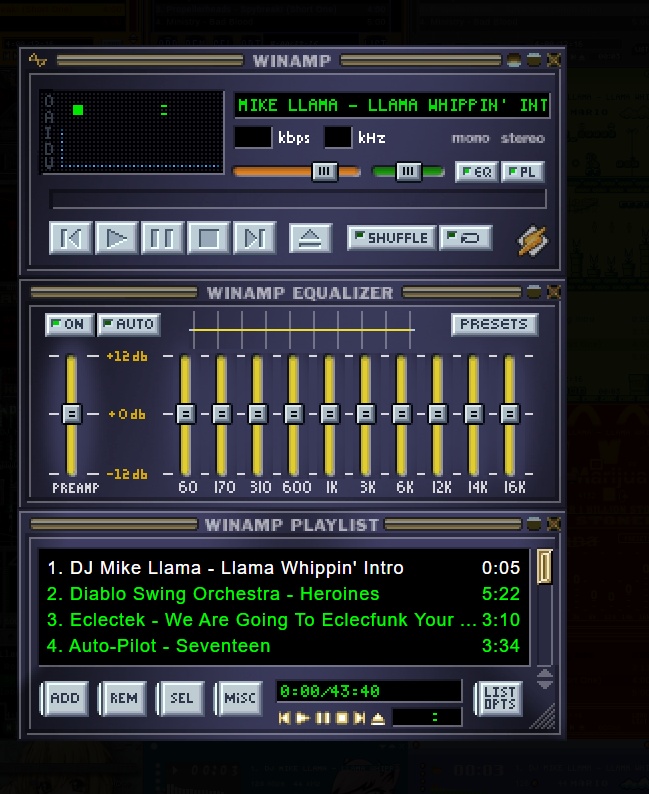 WINAMP
O
A
I
D
V
MIKE LLAMA - LLAMA WHIPPIN' INT
kbps kHz mono stereo
EQ PL
SHUFFLE
WINAMP EQUALIZER
ON AUTO PRESETS
+12db
+0db
-12db
PREAMP 60 170 310 600 1K 3K 6K 12K 14K 16K
WINAMP PLAYLIST
1. DJ Mike Llama - Llama Whippin' Intro 0:05
2. Diablo Swing Orchestra - Heroines 5:22
3. Eclectek - We Are Going To Eclecfunk Your ... 3:10
4. Auto-Pilot - Seventeen 3:34
ADD REM SEL MISC 0:00/43:40 LIST
OPTS